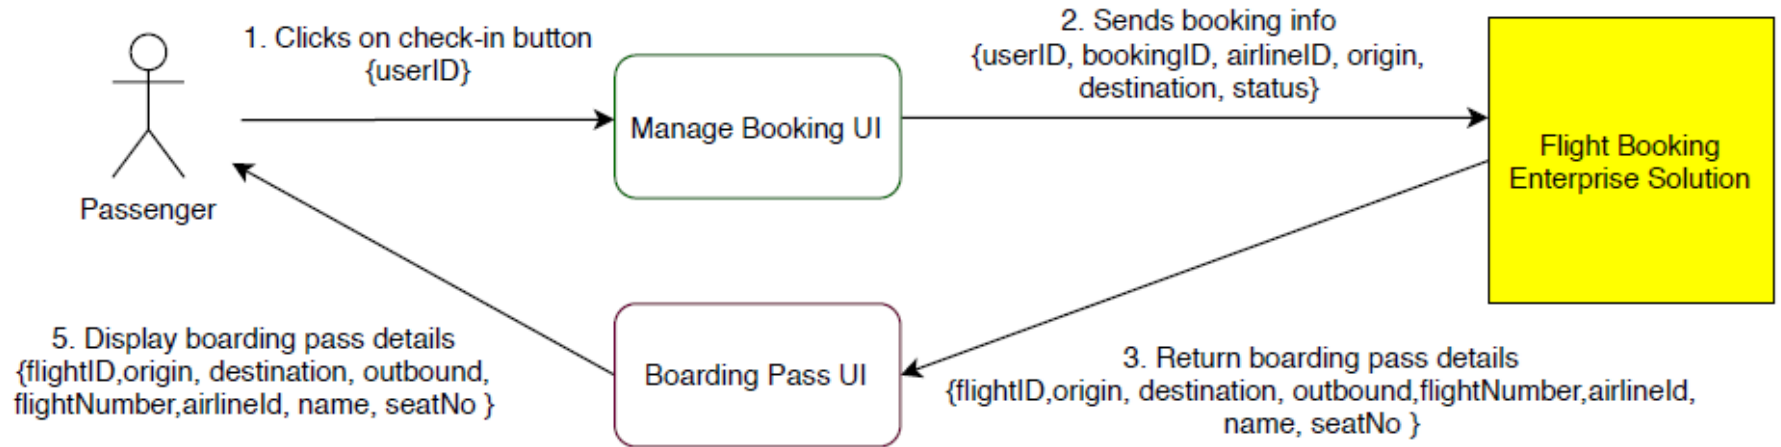 1. Clicks on check-in button
{userID}
2. Sends booking info
{userID, bookingID, airlineID, origin,
destination, status}
Passenger
Manage Booking UI
Flight Booking
Enterprise Solution
5. Display boarding pass details
{flightID,origin, destination, outbound,
flightNumber,airlineId, name, seatNo }
Boarding Pass UI
3. Return boarding pass details
{flightID,origin, destination, outbound,flightNumber,airlineId,
name, seatNo }